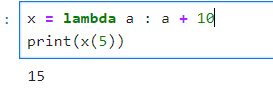 :
x = lambda a : a + 10
print(x(5))
15